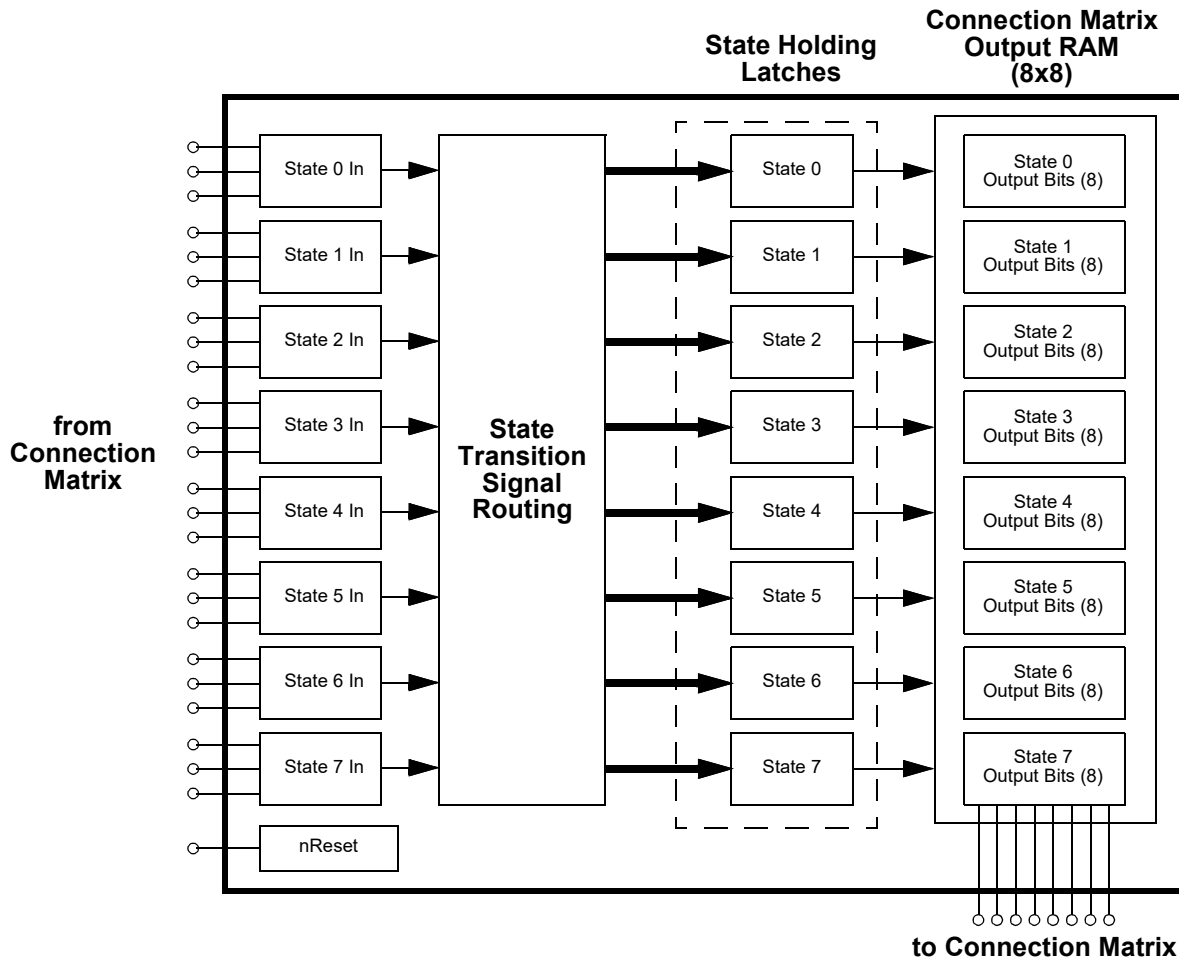 State Holding
Latches
Connection Matrix
Output RAM
(8x8)
from
Connection
Matrix
State 0 In
State 1 In
State 2 In
State 3 In
State 4 In
State 5 In
State 6 In
State 7 In
nReset
State
Transition
Signal
Routing
State 0
State 1
State 2
State 3
State 4
State 5
State 6
State 7
State 0
Output Bits (8)
State 1
Output Bits (8)
State 2
Output Bits (8)
State 3
Output Bits (8)
State 4
Output Bits (8)
State 5
Output Bits (8)
State 6
Output Bits (8)
State 7
Output Bits (8)
to Connection Matrix